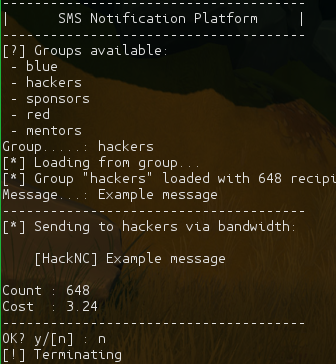 ----------------------------------------
|      SMS Notification Platform       |
----------------------------------------
[?] Groups available:
 - blue
 - hackers
 - sponsors
 - red
 - mentors
Group.....: hackers
[*] Loading from group...
[*] Group "hackers" loaded with 648 recipi
Message...: Example message
----------------------------------------
[*] Sending to hackers via bandwidth:
    [HackNC] Example message
Count : 648
Cost  : 3.24
----------------------------------------
OK? y/[n] : n
[!] Terminating